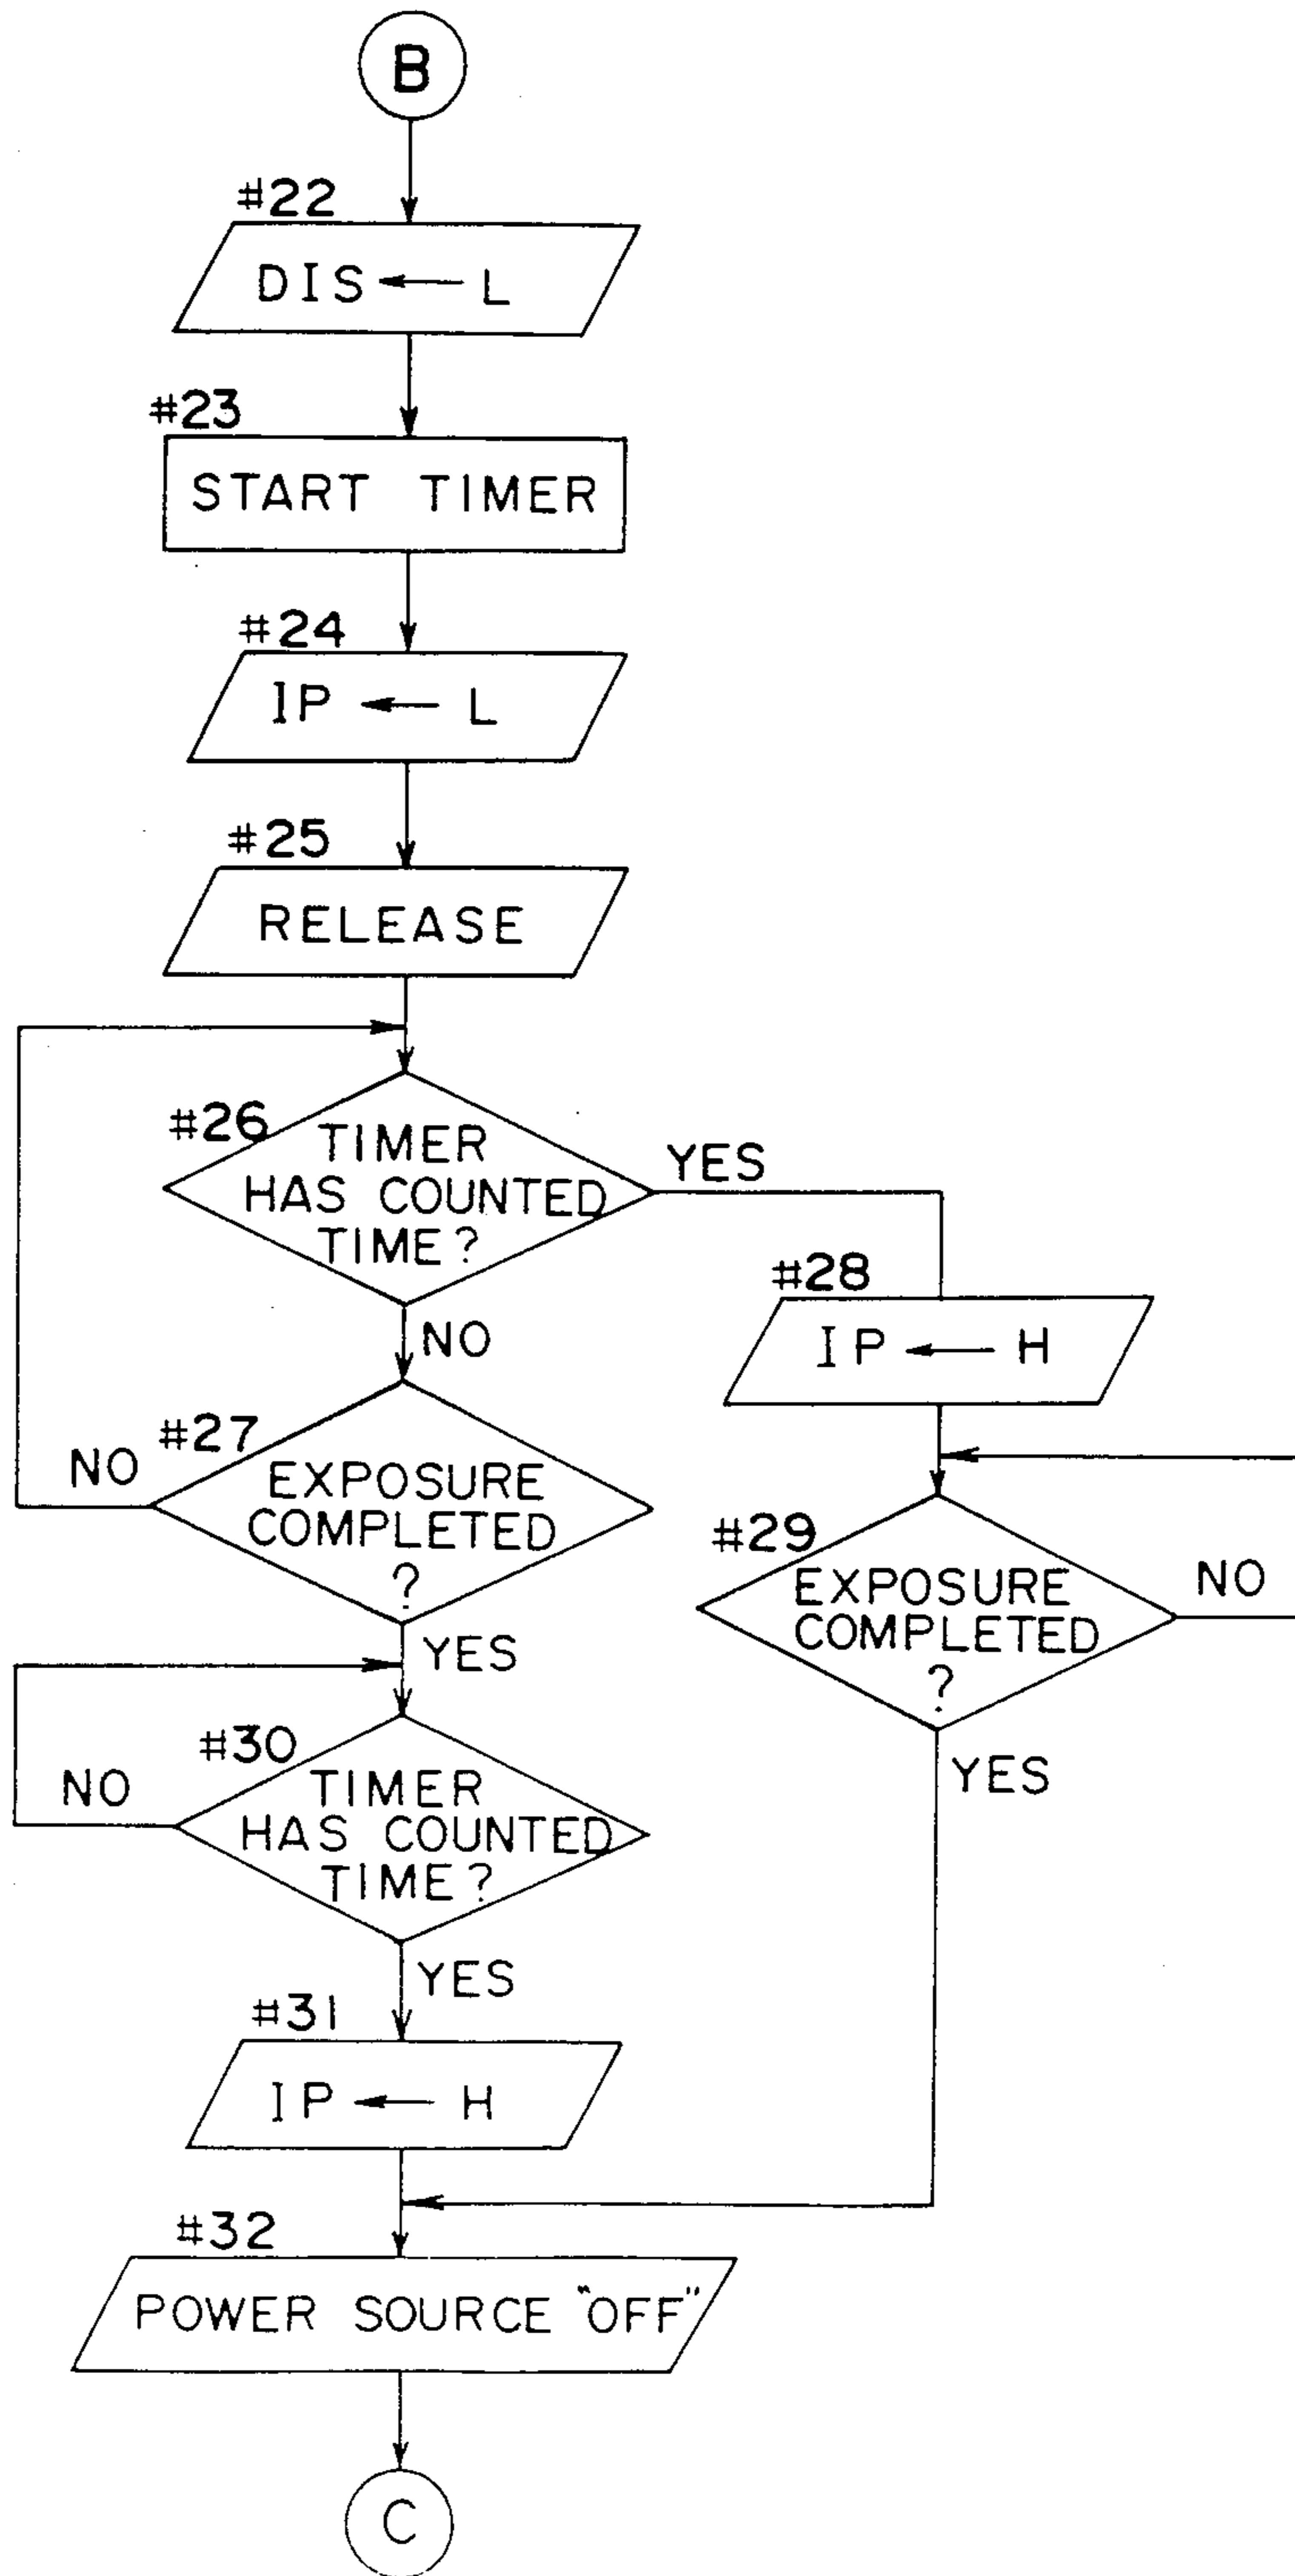 B
#22
DIS ← L
#23
START TIMER
#24
IP ← L
#25
RELEASE
#26
TIMER
HAS COUNTED
TIME?
YES
NO
#27
EXPOSURE
COMPLETED
?
NO
YES
#28
IP ← H
#29
EXPOSURE
COMPLETED
?
NO
YES
#30
TIMER
HAS COUNTED
TIME?
NO
YES
#31
IP ← H
#32
POWER SOURCE "OFF"
C